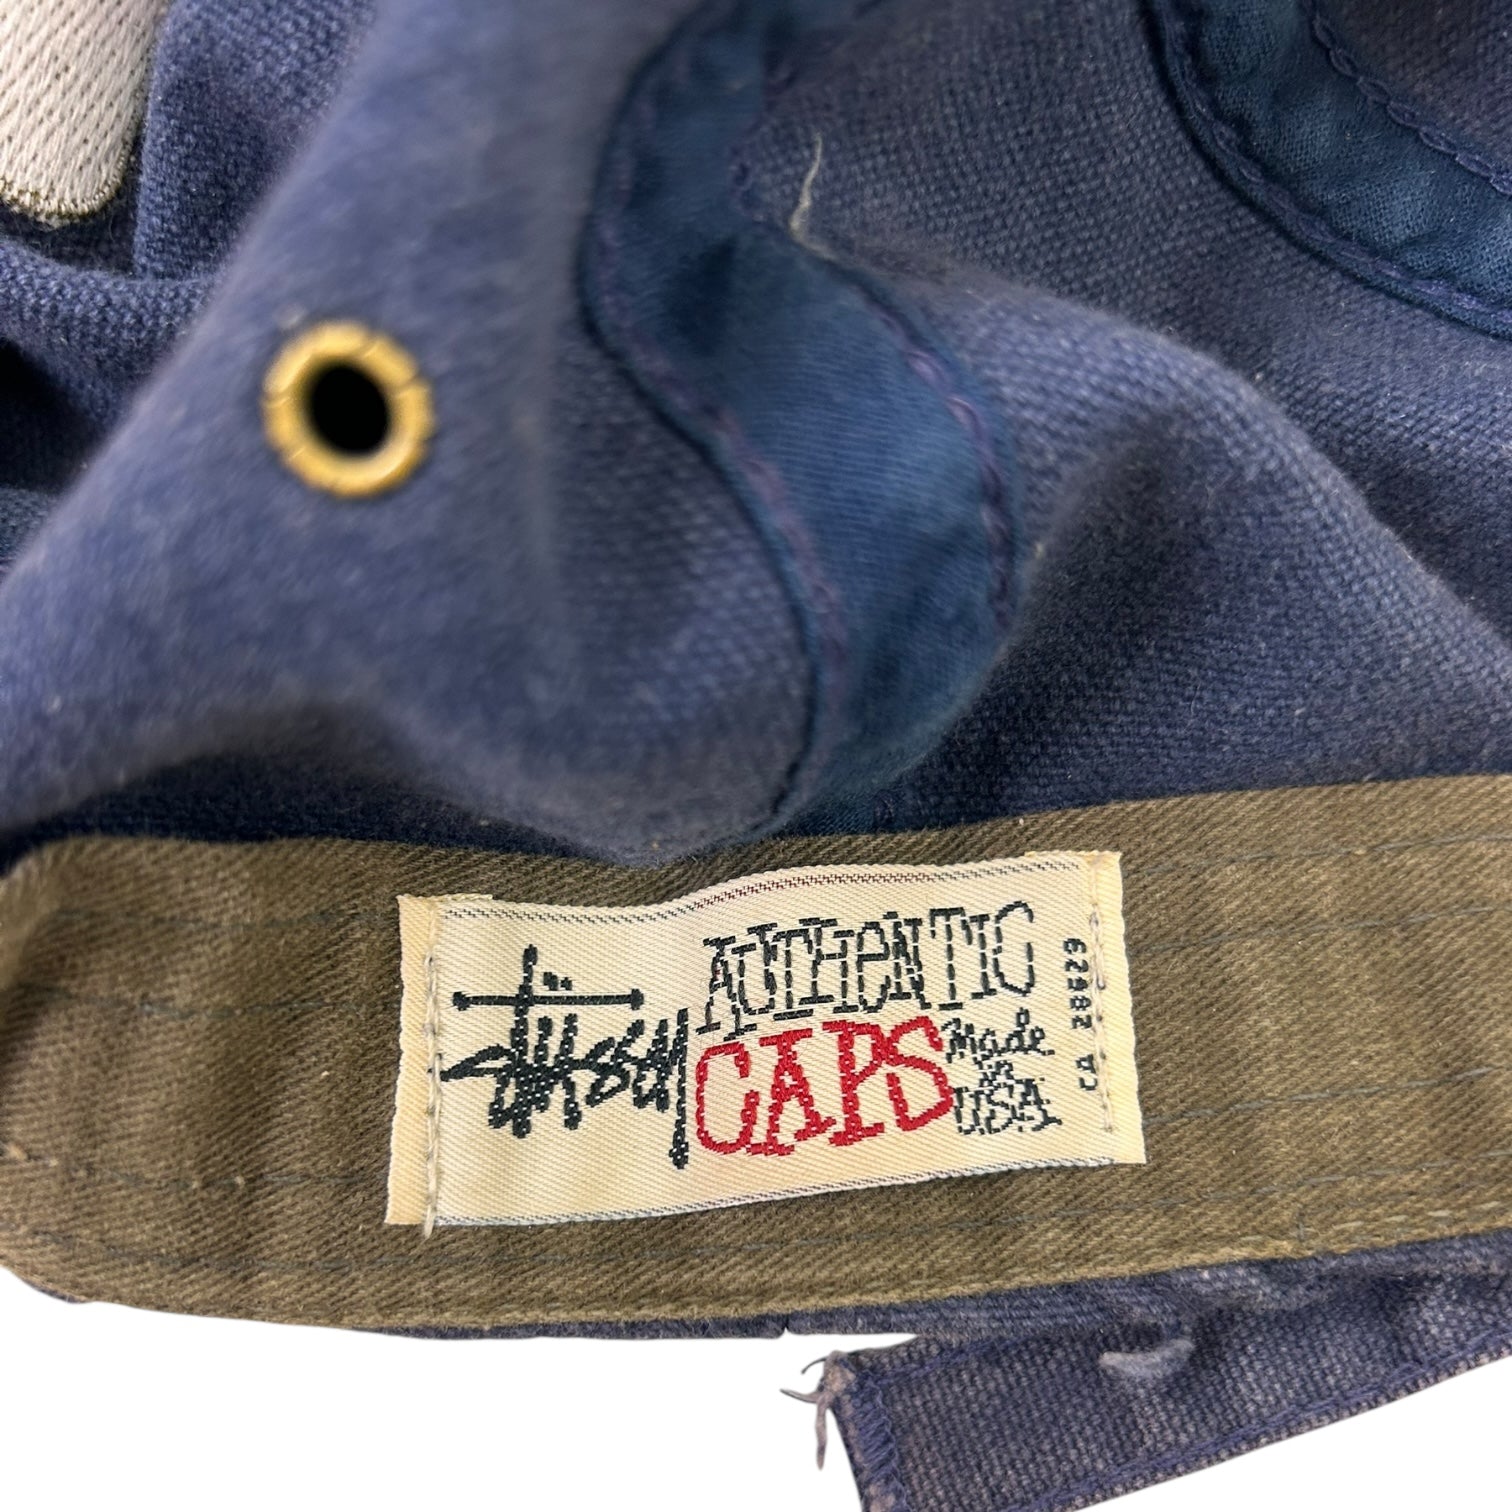 Stüssy
AUTHENTIC
CAPS
Made
in
USA
CA 28629